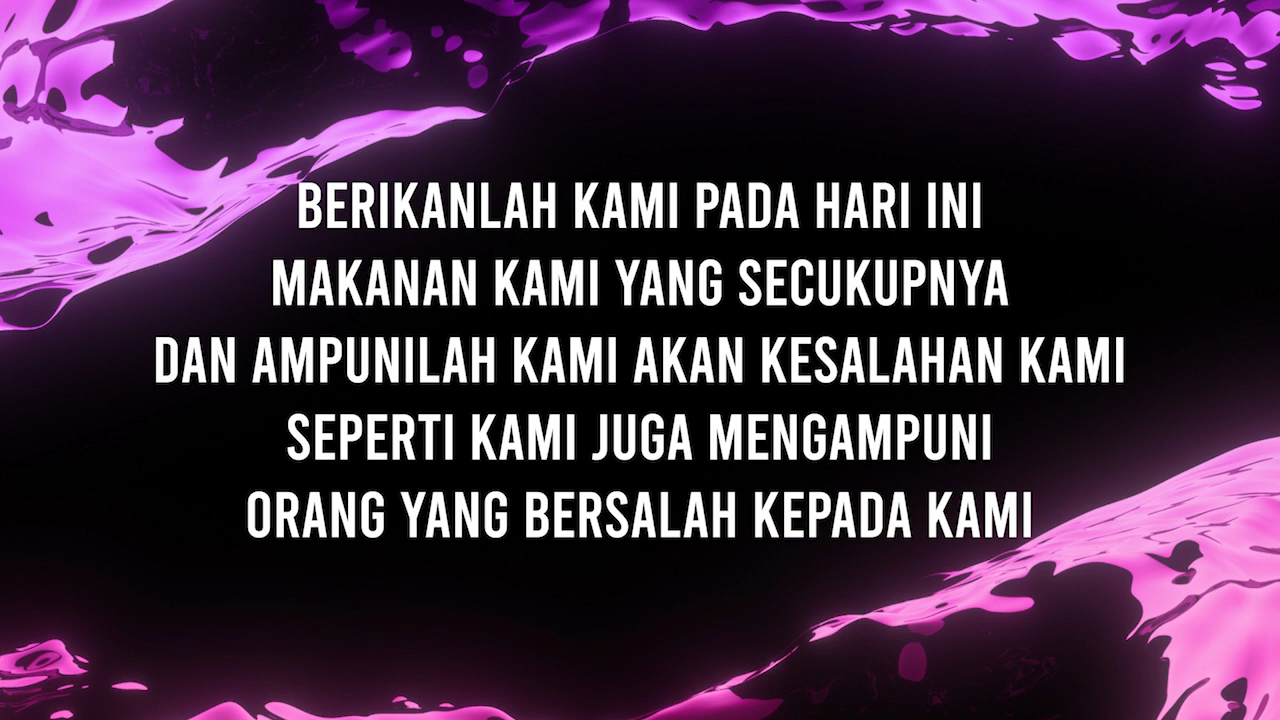 BERIKANLAH KAMI PADA HARI INI
MAKANAN KAMI YANG SECUKUPNYA
DAN AMPUNILAH KAMI AKAN KESALAHAN KAMI
SEPERTI KAMI JUGA MENGAMPUNI
ORANG YANG BERSALAH KEPADA KAMI